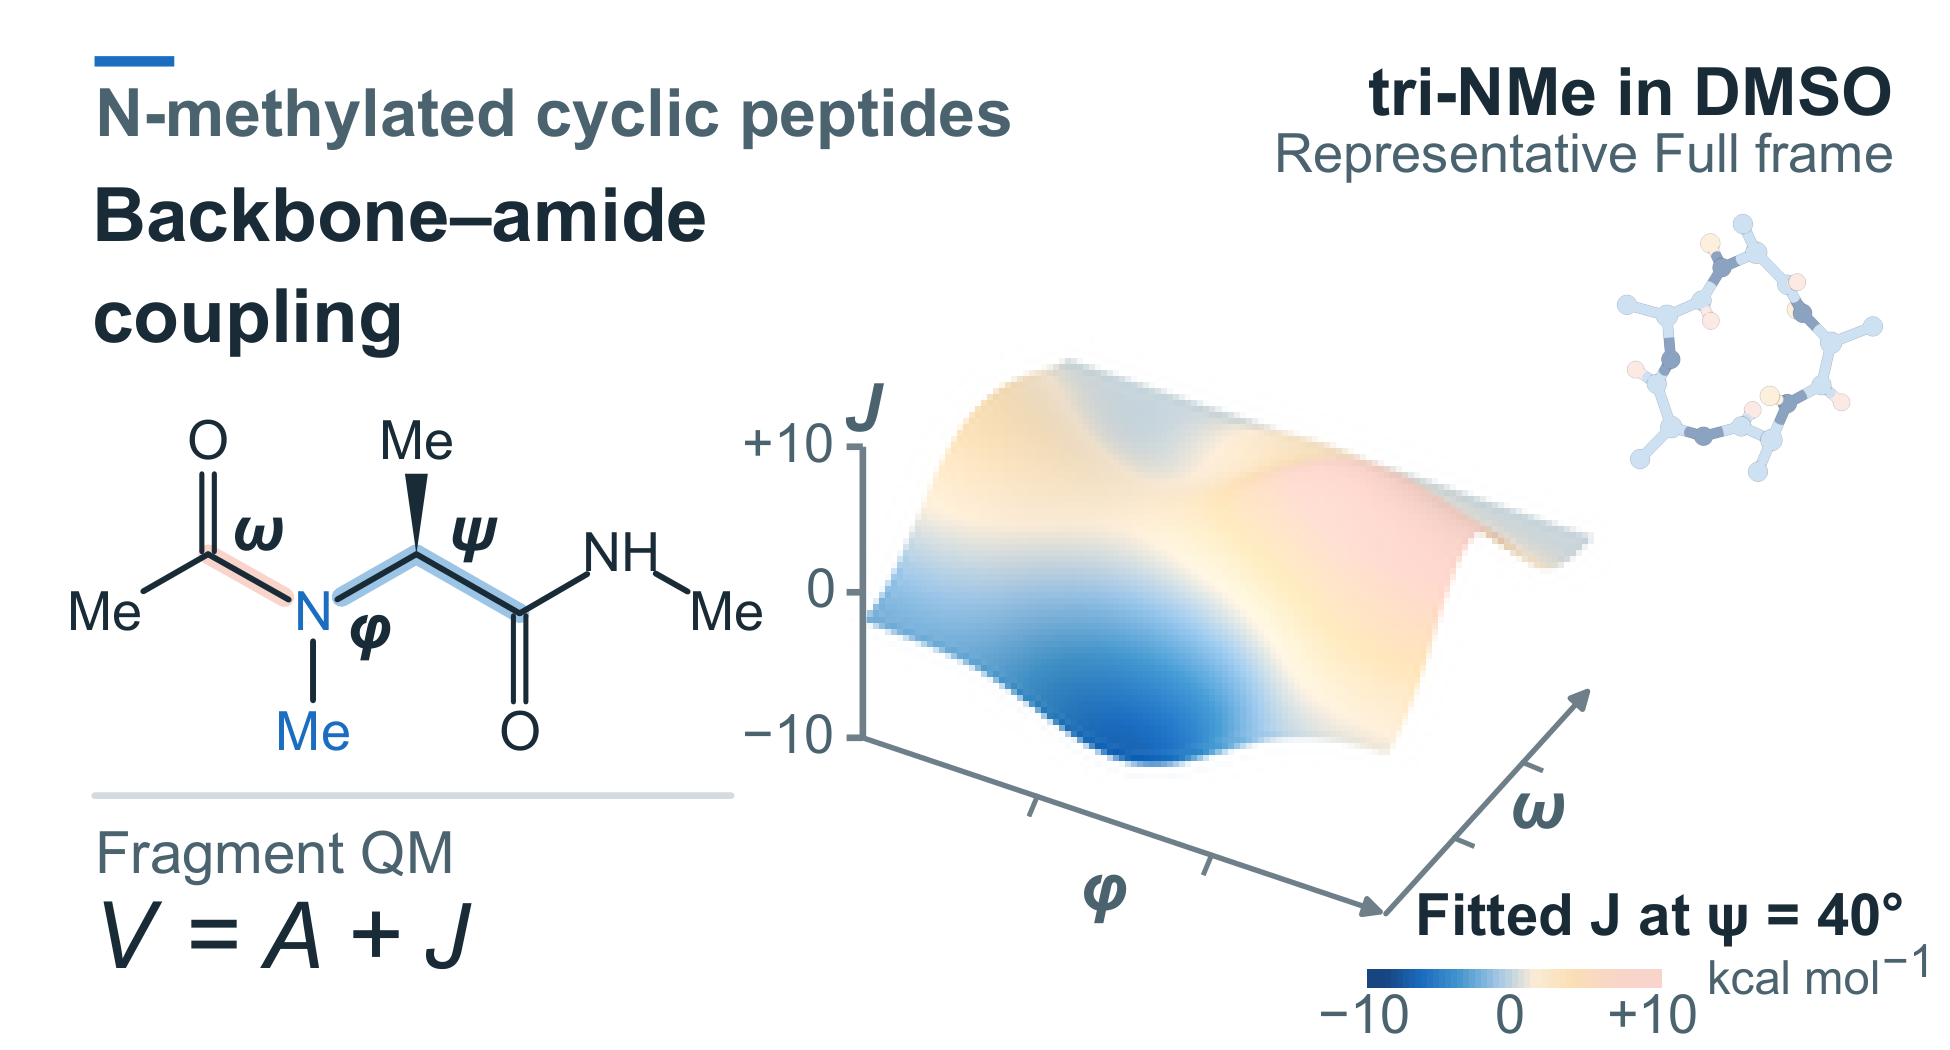 N-methylated cyclic peptides
Backbone–amide
coupling
tri-NMe in DMSO
Representative Full frame
O
Me
ω
ψ
NH
Me
N
φ
Me
Me
O
Fragment QM
V = A + J
J
+10
0
−10
φ
ω
Fitted J at ψ = 40°
kcal mol⁻¹
−10 0 +10